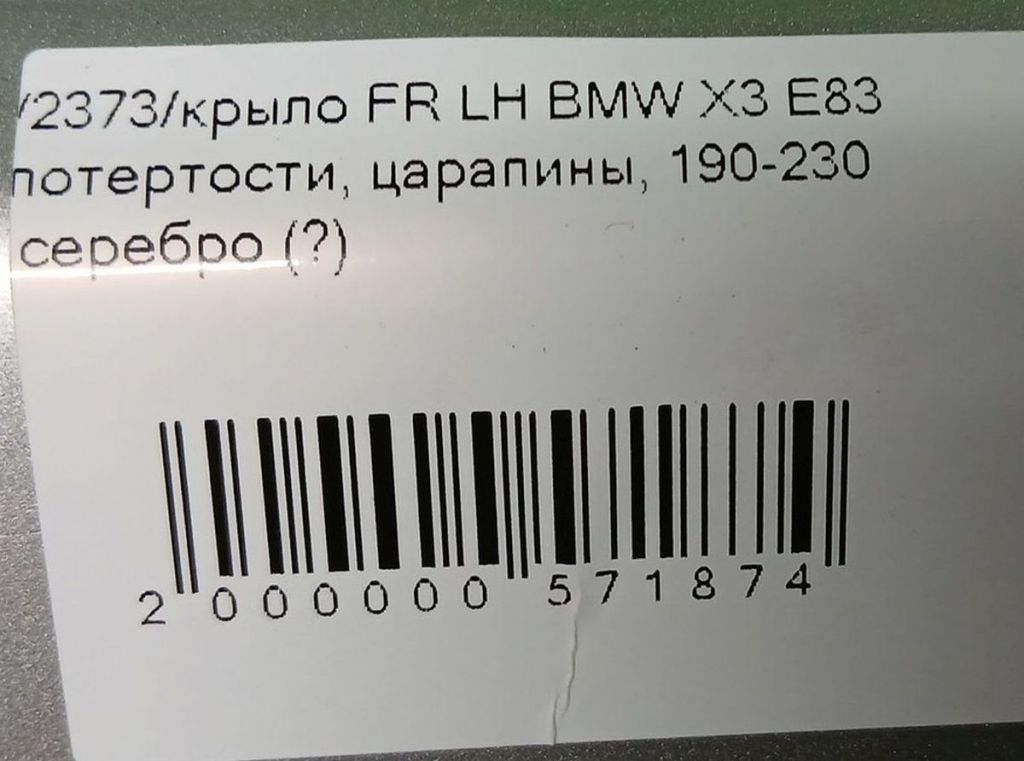 /2373/крыло FR LH BMW X3 E83
потертости, царапины, 190-230
серебро (?)
2 000000 571874